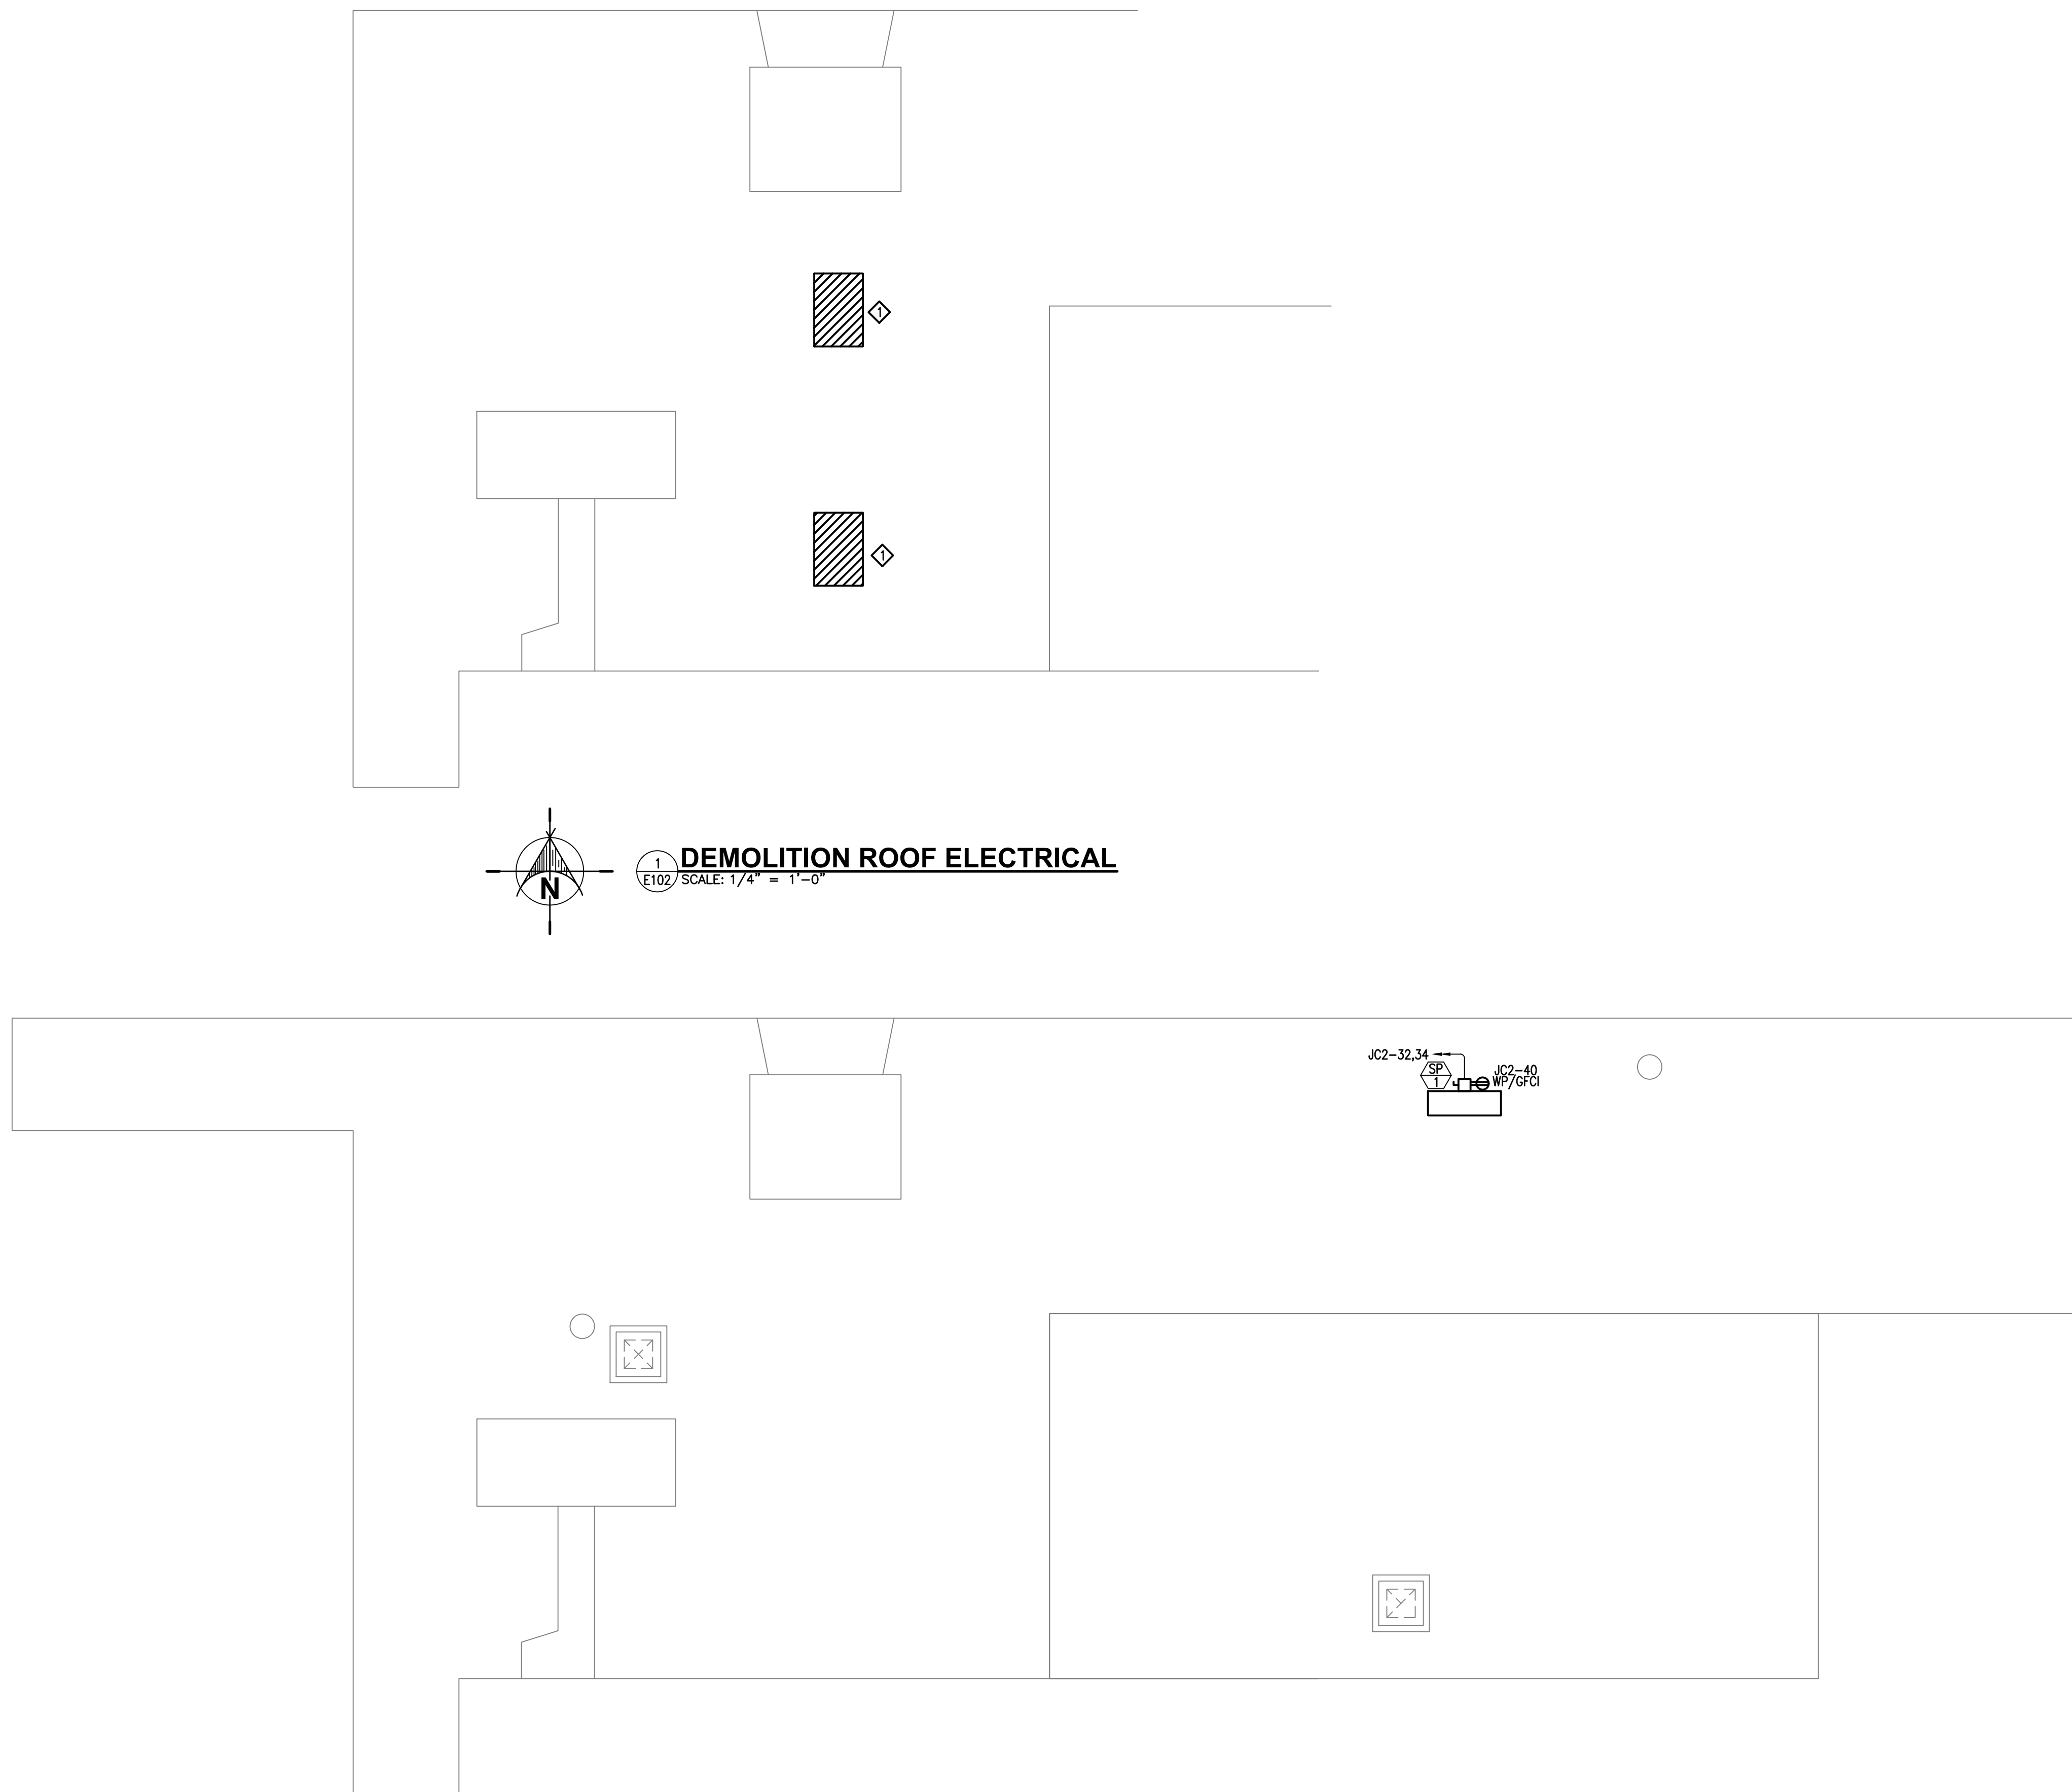 1
1
N
1
E102
DEMOLITION ROOF ELECTRICAL
SCALE: 1/4" = 1'-0"
JC2-32,34
SP
1
JC2-40
WP/GFCI